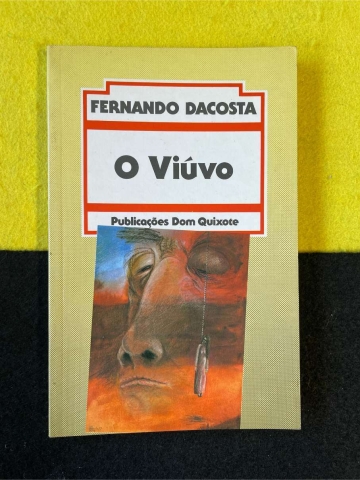 FERNANDO DACOSTA
O Viúvo
Publicações Dom Quixote